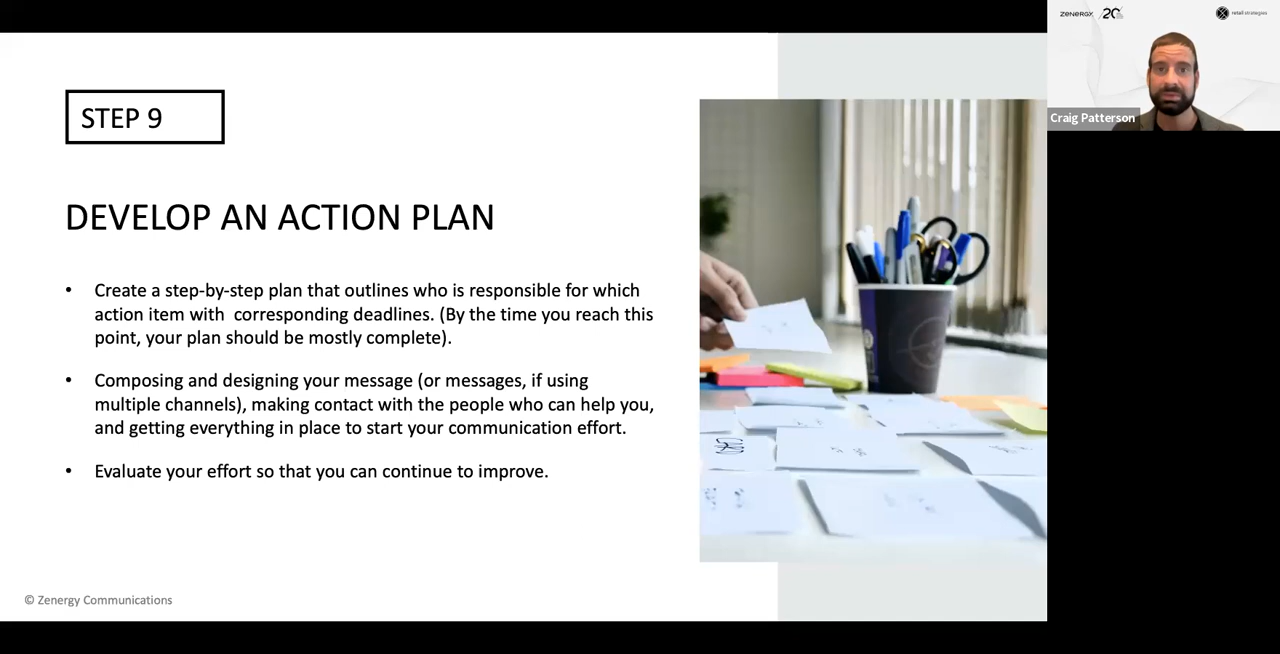 STEP 9
DEVELOP AN ACTION PLAN
• Create a step-by-step plan that outlines who is responsible for which
action item with  corresponding deadlines. (By the time you reach this
point, your plan should be mostly complete).
• Composing and designing your message (or messages, if using
multiple channels), making contact with the people who can help you,
and getting everything in place to start your communication effort.
• Evaluate your effort so that you can continue to improve.
© Zenergy Communications
ZENERGY 20
retail strategies
Craig Patterson